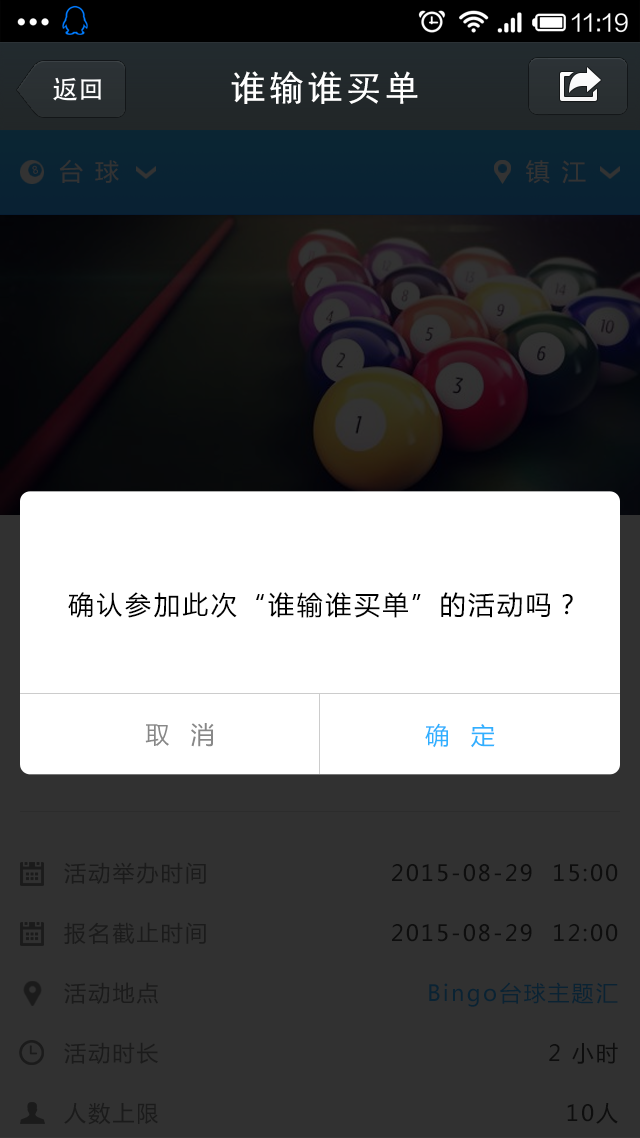 11:19
返回
谁输谁买单
台球
镇江
14
8
9
4
10
5
6
2
3
1
确认参加此次“谁输谁买单”的活动吗？
取 消
确 定
活动举办时间 2015-08-29 15:00
报名截止时间 2015-08-29 12:00
活动地点 Bingo台球主题汇
活动时长 2 小时
人数上限 10人